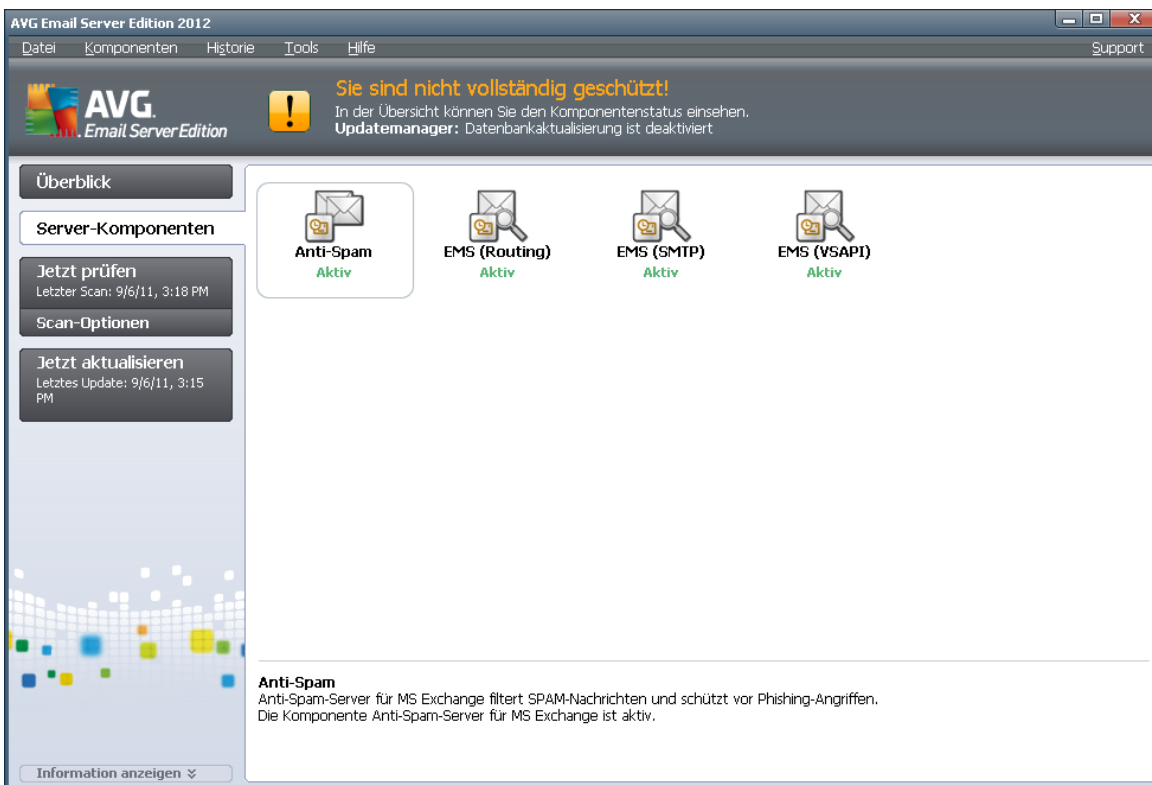 AVG Email Server Edition 2012
Datei Komponenten Historie Tools Hilfe Support
AVG.
Email Server Edition
Sie sind nicht vollständig geschützt!
In der Übersicht können Sie den Komponentenstatus einsehen.
Updatemanager: Datenbankaktualisierung ist deaktiviert
Überblick
Server-Komponenten
Jetzt prüfen
Letzter Scan: 9/6/11, 3:18 PM
Scan-Optionen
Jetzt aktualisieren
Letztes Update: 9/6/11, 3:15
PM
Information anzeigen
Anti-Spam
Aktiv
EMS (Routing)
Aktiv
EMS (SMTP)
Aktiv
EMS (VSAPI)
Aktiv
Anti-Spam
Anti-Spam-Server für MS Exchange filtert SPAM-Nachrichten und schützt vor Phishing-Angriffen.
Die Komponente Anti-Spam-Server für MS Exchange ist aktiv.